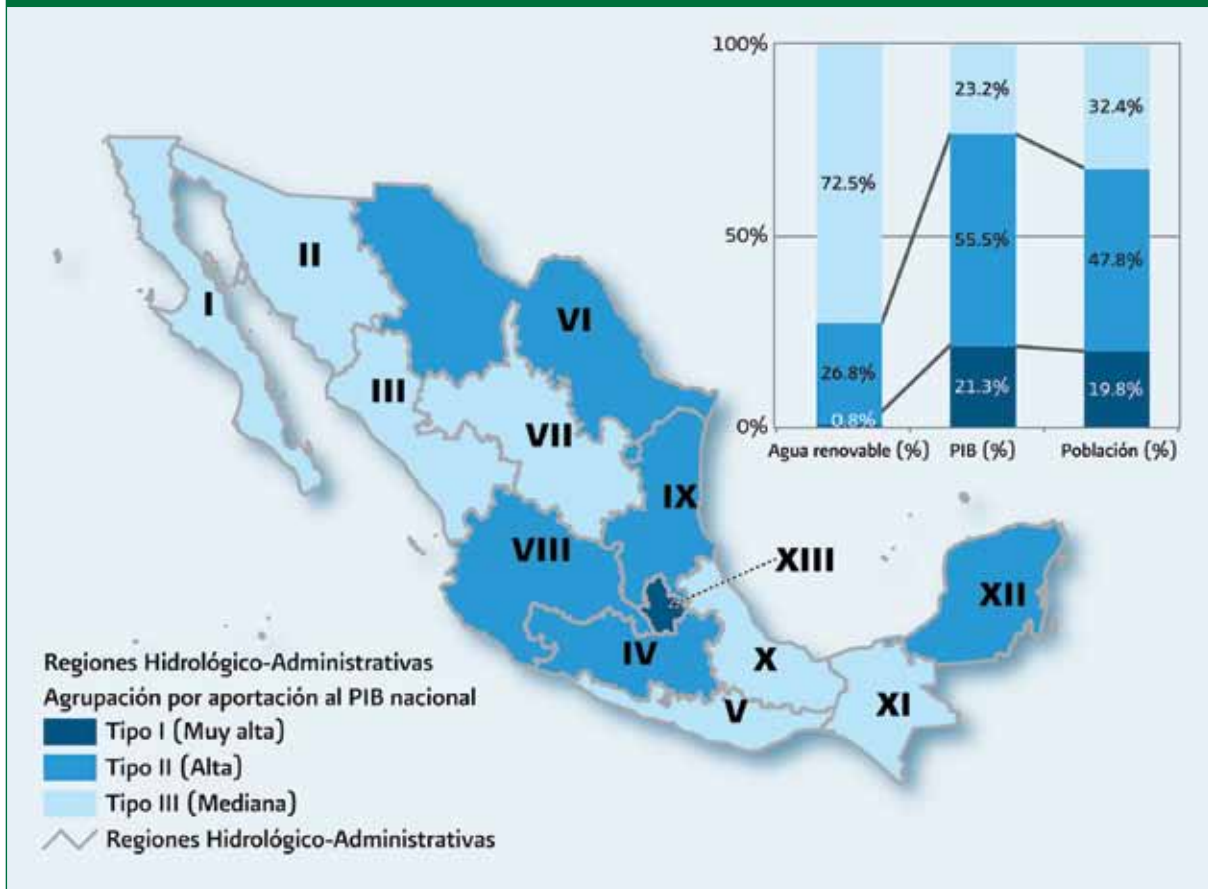 100%
50%
0%
72.5%
26.8%
0.8%
23.2%
55.5%
21.3%
32.4%
47.8%
19.8%
Agua renovable (%)
PIB (%)
Población (%)
I
II
III
VI
VII
VIII
IX
XIII
IV
X
V
XI
XII
Regiones Hidrológico-Administrativas
Agrupación por aportación al PIB nacional
Tipo I (Muy alta)
Tipo II (Alta)
Tipo III (Mediana)
Regiones Hidrológico-Administrativas